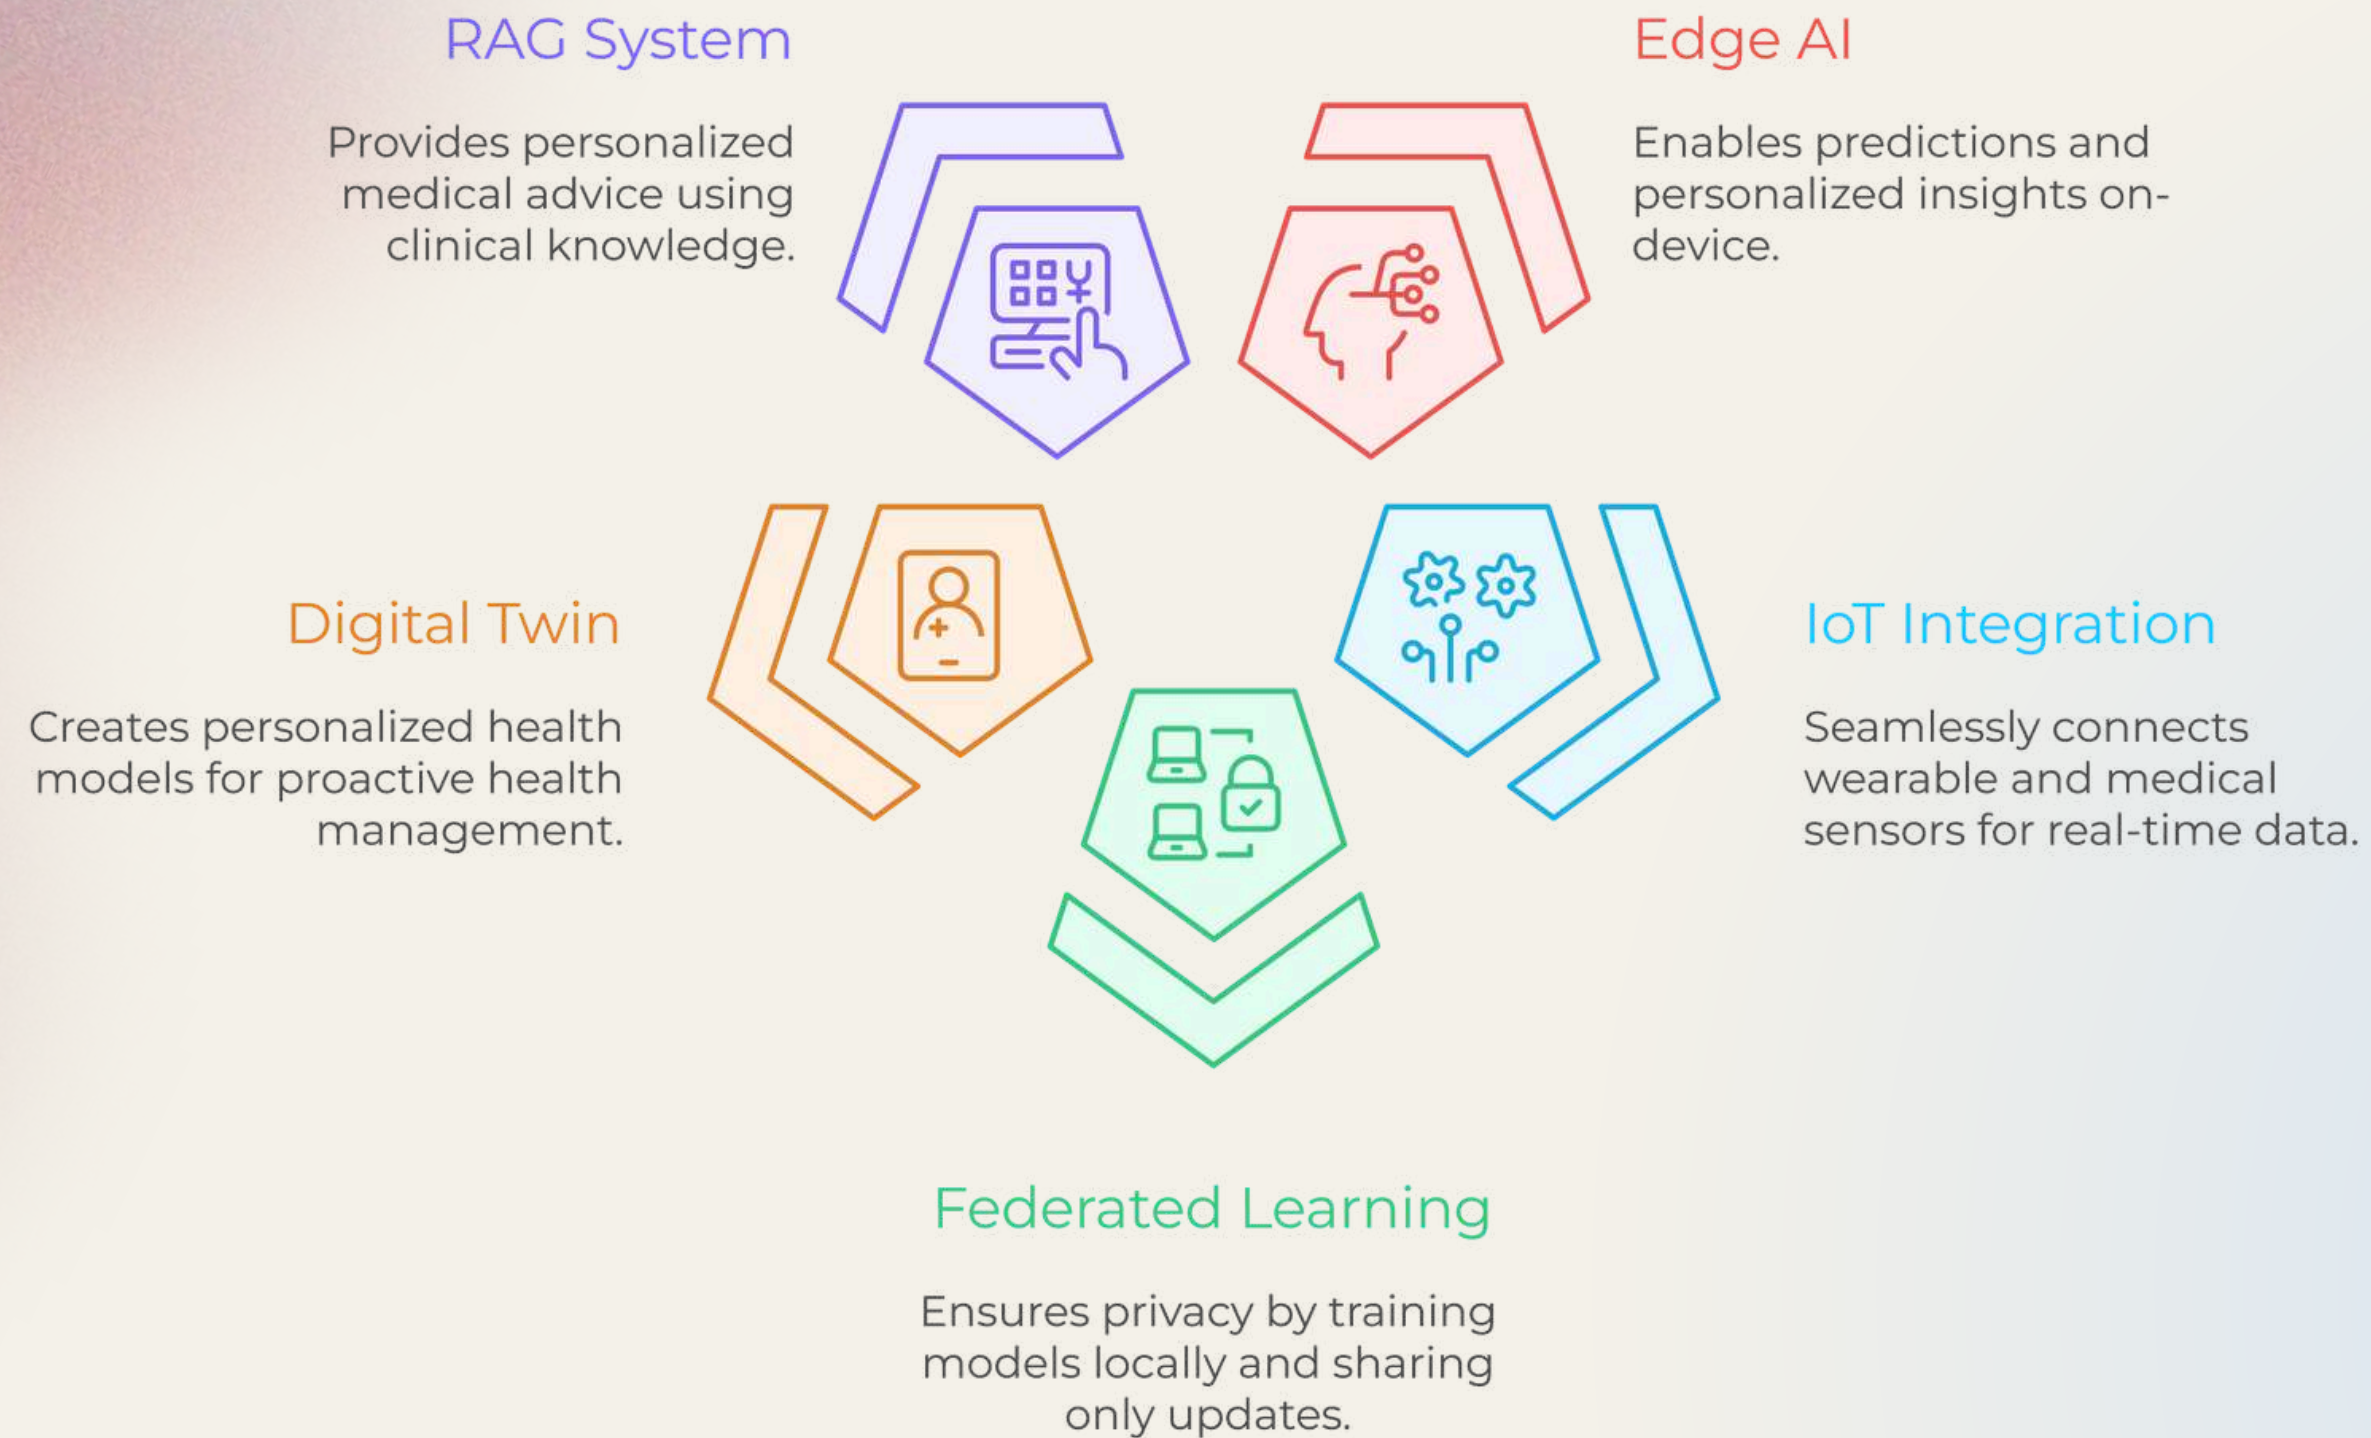 RAG System
Provides personalized
medical advice using
clinical knowledge.
Edge AI
Enables predictions and
personalized insights on-
device.
Digital Twin
Creates personalized health
models for proactive health
management.
IoT Integration
Seamlessly connects
wearable and medical
sensors for real-time data.
Federated Learning
Ensures privacy by training
models locally and sharing
only updates.